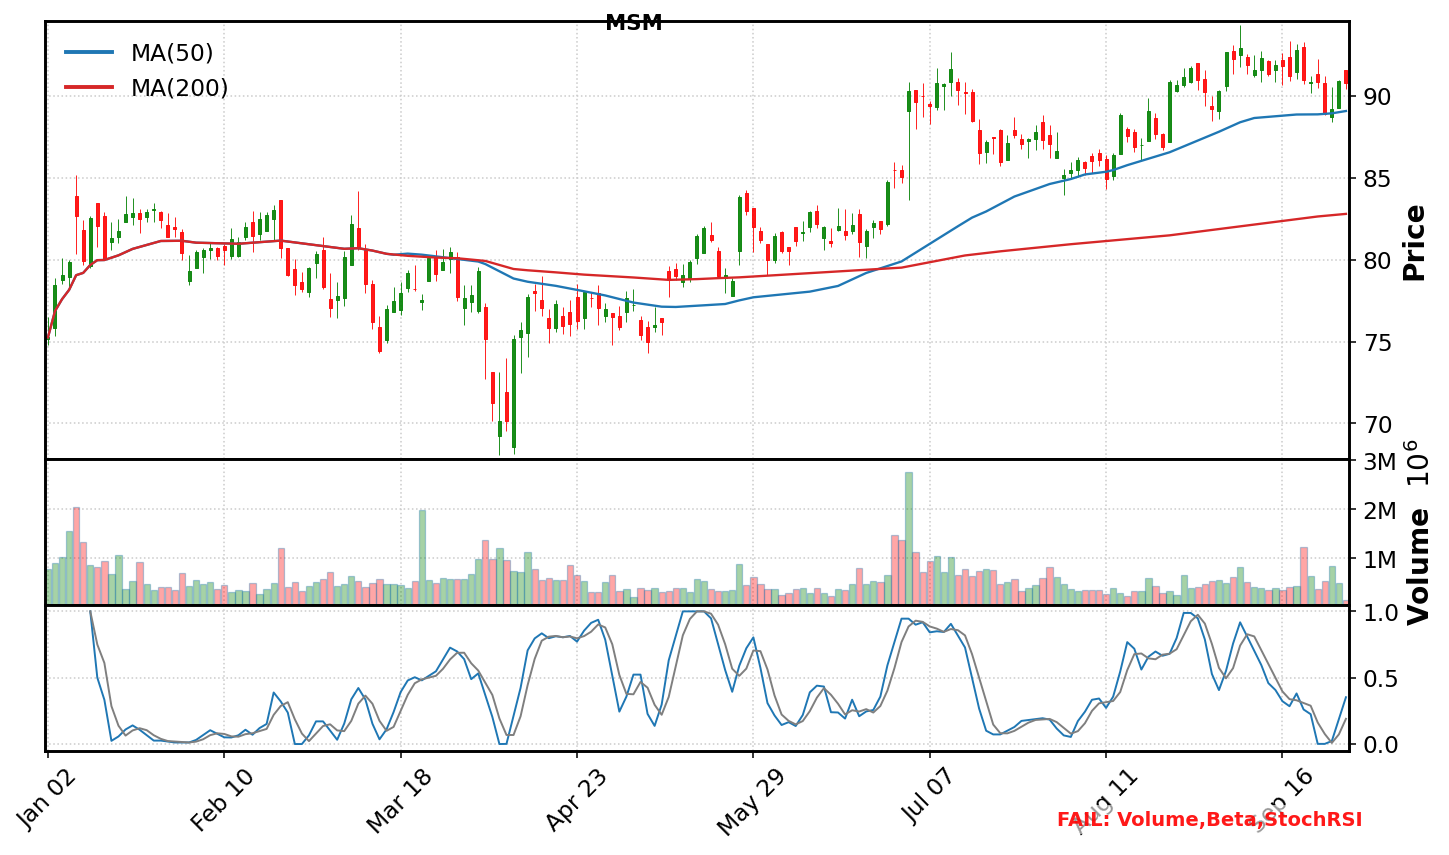 MSM
MA(50)
MA(200)
90
85
80
75
70
Price
3M
2M
1M
Volume 10^6
1.0
0.5
0.0
Jan 02
Feb 10
Mar 18
Apr 23
May 29
Jul 07
Aug 11
Sep 16
FAIL: Volume,Beta,StochRSI